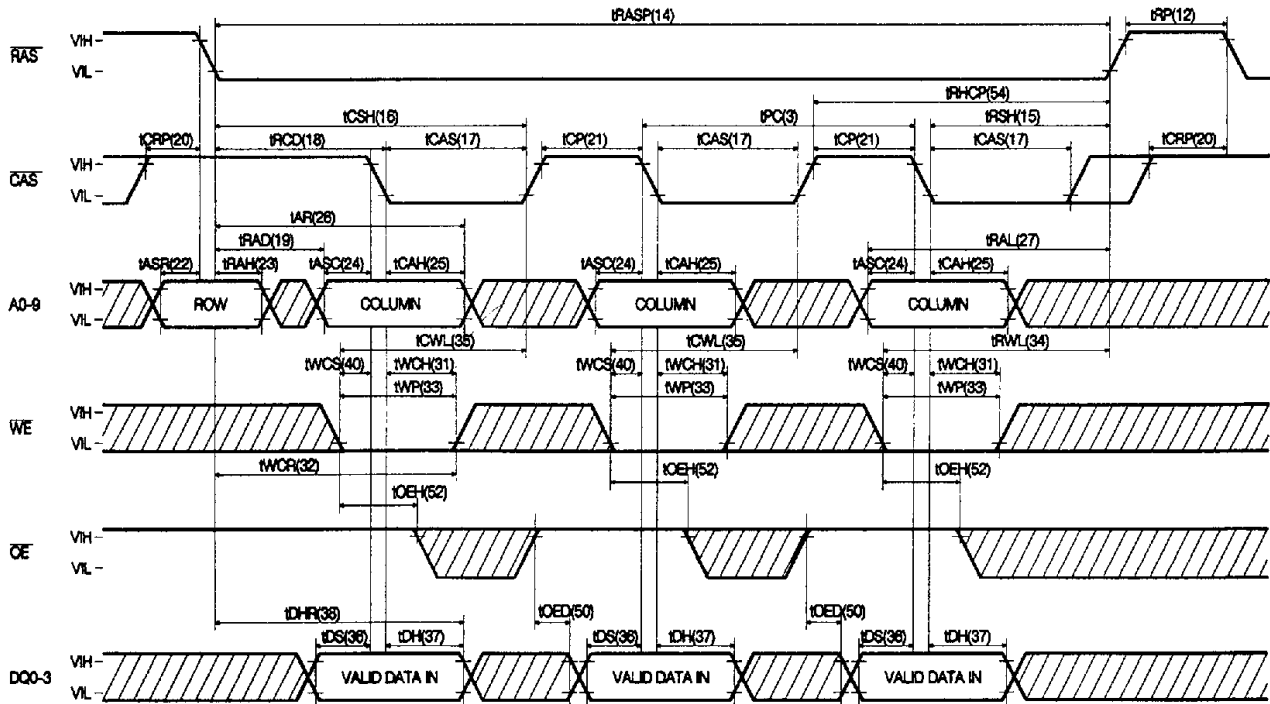 tRASP(14) tRP(12)
RAS VIH
VIL
tRHCP(54)
tCSH(16) tPC(3) tRSH(15)
tCRP(20) tRCD(18) tCAS(17) tCP(21) tCAS(17) tCP(21) tCAS(17) tCRP(20)
CAS VIH
VIL
tAR(26)
tRAD(19) tRAL(27)
tASR(22) tRAH(23) tASC(24) tCAH(25) tASC(24) tCAH(25) tASC(24) tCAH(25)
A0-9 VIH
VIL
ROW COLUMN COLUMN COLUMN
tCWL(35) tCWL(35) tRWL(34)
tWCS(40) tWCH(31) tWCS(40) tWCH(31) tWCS(40) tWCH(31)
tWP(33) tWP(33) tWP(33)
WE VIH
VIL
tWCR(32) tOEH(52) tOEH(52)
tOEH(52)
OE VIH
VIL
tDHR(38) tOED(50) tOED(50)
tDS(36) tDH(37) tDS(36) tDH(37) tDS(36) tDH(37)
DQ0-3 VIH
VIL
VALID DATA IN VALID DATA IN VALID DATA IN